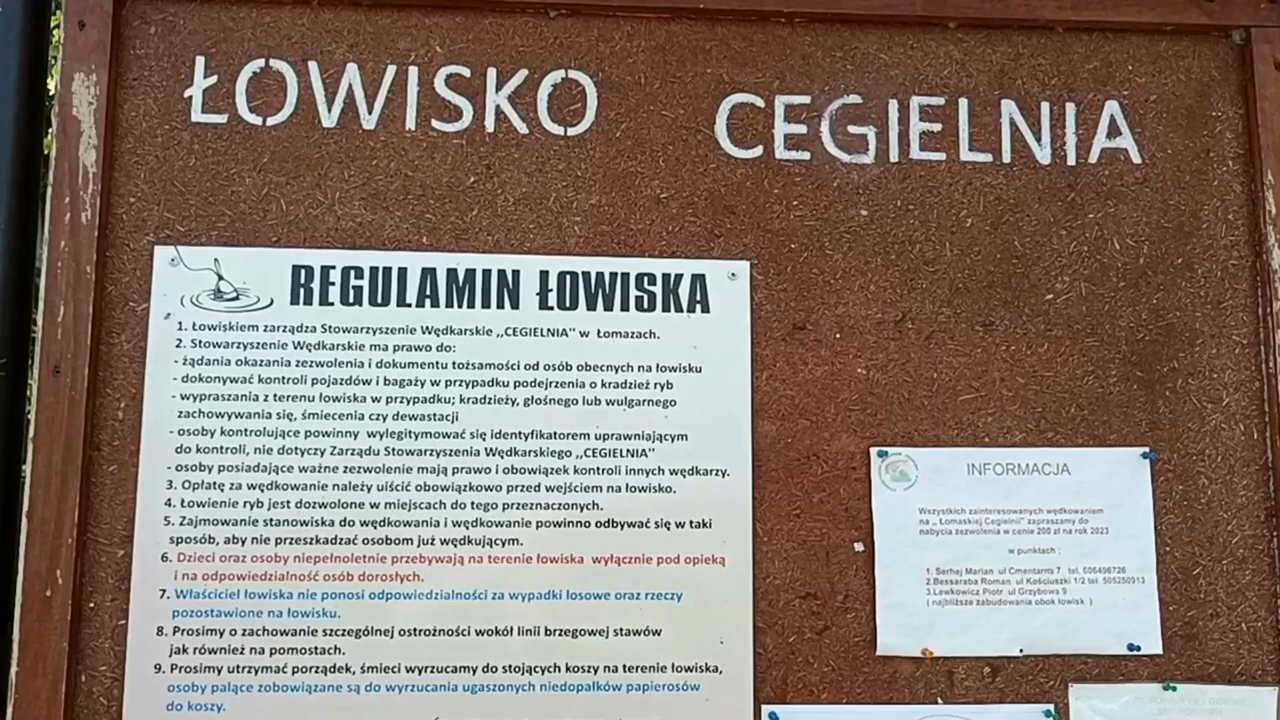 ŁOWISKO CEGIELNIA
REGULAMIN ŁOWISKA
1. Łowiskiem zarządza Stowarzyszenie Wędkarskie ,,CEGIELNIA" w Łomazach.
2. Stowarzyszenie Wędkarskie ma prawo do:
- żądania okazania zezwolenia i dokumentu tożsamości od osób obecnych na łowisku
- dokonywać kontroli pojazdów i bagaży w przypadku podejrzenia o kradzież ryb
- wypraszania z terenu łowiska w przypadku; kradzieży, głośnego lub wulgarnego
zachowywania się, śmiecenia czy dewastacji
- osoby kontrolujące powinny wylegitymować się identyfikatorem uprawniającym
do kontroli, nie dotyczy Zarządu Stowarzyszenia Wędkarskiego ,,CEGIELNIA"
- osoby posiadające ważne zezwolenie mają prawo i obowiązek kontroli innych wędkarzy.
3. Opłatę za wędkowanie należy uiścić obowiązkowo przed wejściem na łowisko.
4. Łowienie ryb jest dozwolone w miejscach do tego przeznaczonych.
5. Zajmowanie stanowiska do wędkowania i wędkowanie powinno odbywać się w taki
sposób, aby nie przeszkadzać osobom już wędkującym.
6. Dzieci oraz osoby niepełnoletnie przebywają na terenie łowiska wyłącznie pod opieką
i na odpowiedzialność osób dorosłych.
7. Właściciel łowiska nie ponosi odpowiedzialności za wypadki losowe oraz rzeczy
pozostawione na łowisku.
8. Prosimy o zachowanie szczególnej ostrożności wokół linii brzegowej stawów
jak również na pomostach.
9. Prosimy utrzymać porządek, śmieci wyrzucamy do stojących koszy na terenie łowiska,
osoby palące zobowiązane są do wyrzucania ugaszonych niedopałków papierosów
do koszy.
INFORMACJA
Wszystkich zainteresowanych wędkowaniem
na ,, Łomaskiej Cegielni" zapraszamy do
nabycia zezwolenia w cenie 200 zł na rok 2023
w punktach ;
1. Serhej Marian ul Cmentarna 7 tel. 606496726
2.Bessaraba Roman ul Kościuszki 1/2 tel 505250913
3.Lewkowicz Piotr ul Grzybowa 9
( najbliższe zabudowania obok łowisk )